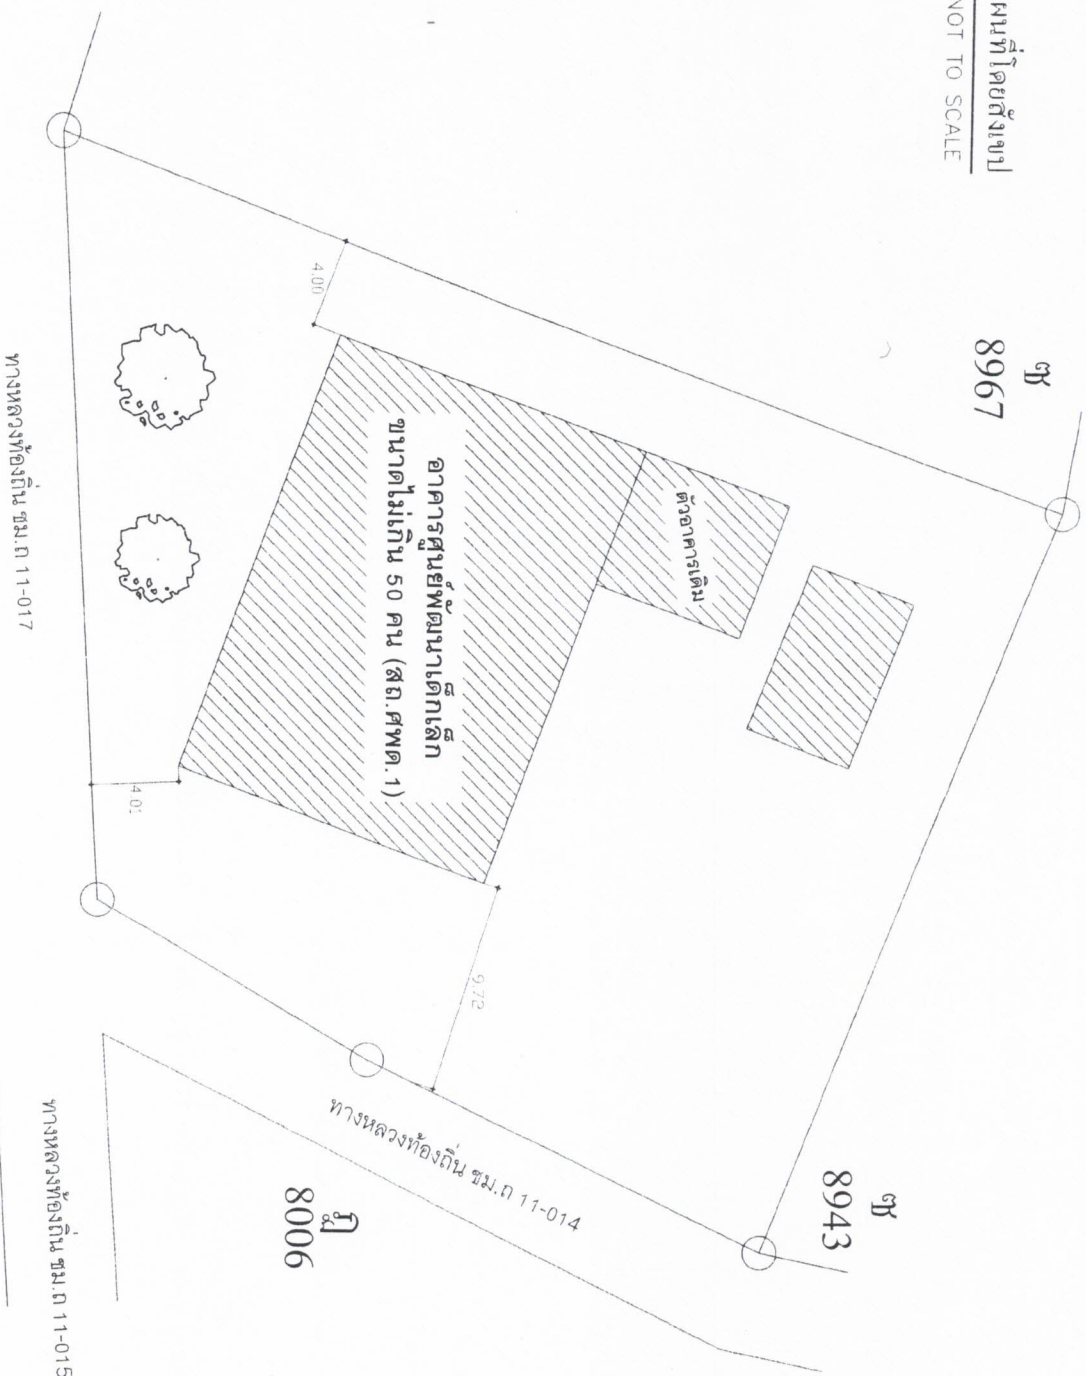 ผนที่โดยสังเขป
NOT TO SCALE
ซ
8967
ซ
8943
ตัวอาคารเดิม
4.00
อาคารศูนย์พัฒนาเด็กเล็ก
ขนาดไม่เกิน 50 คน (สถ.ศพด.1)
9.72
4.01
ทางหลวงท้องถิ่น ชม.ถ 11-014
8006
ทางหลวงท้องถิ่น ชม.ถ 11-017
ทางหลวงท้องถิ่น ชม.ถ 11-015